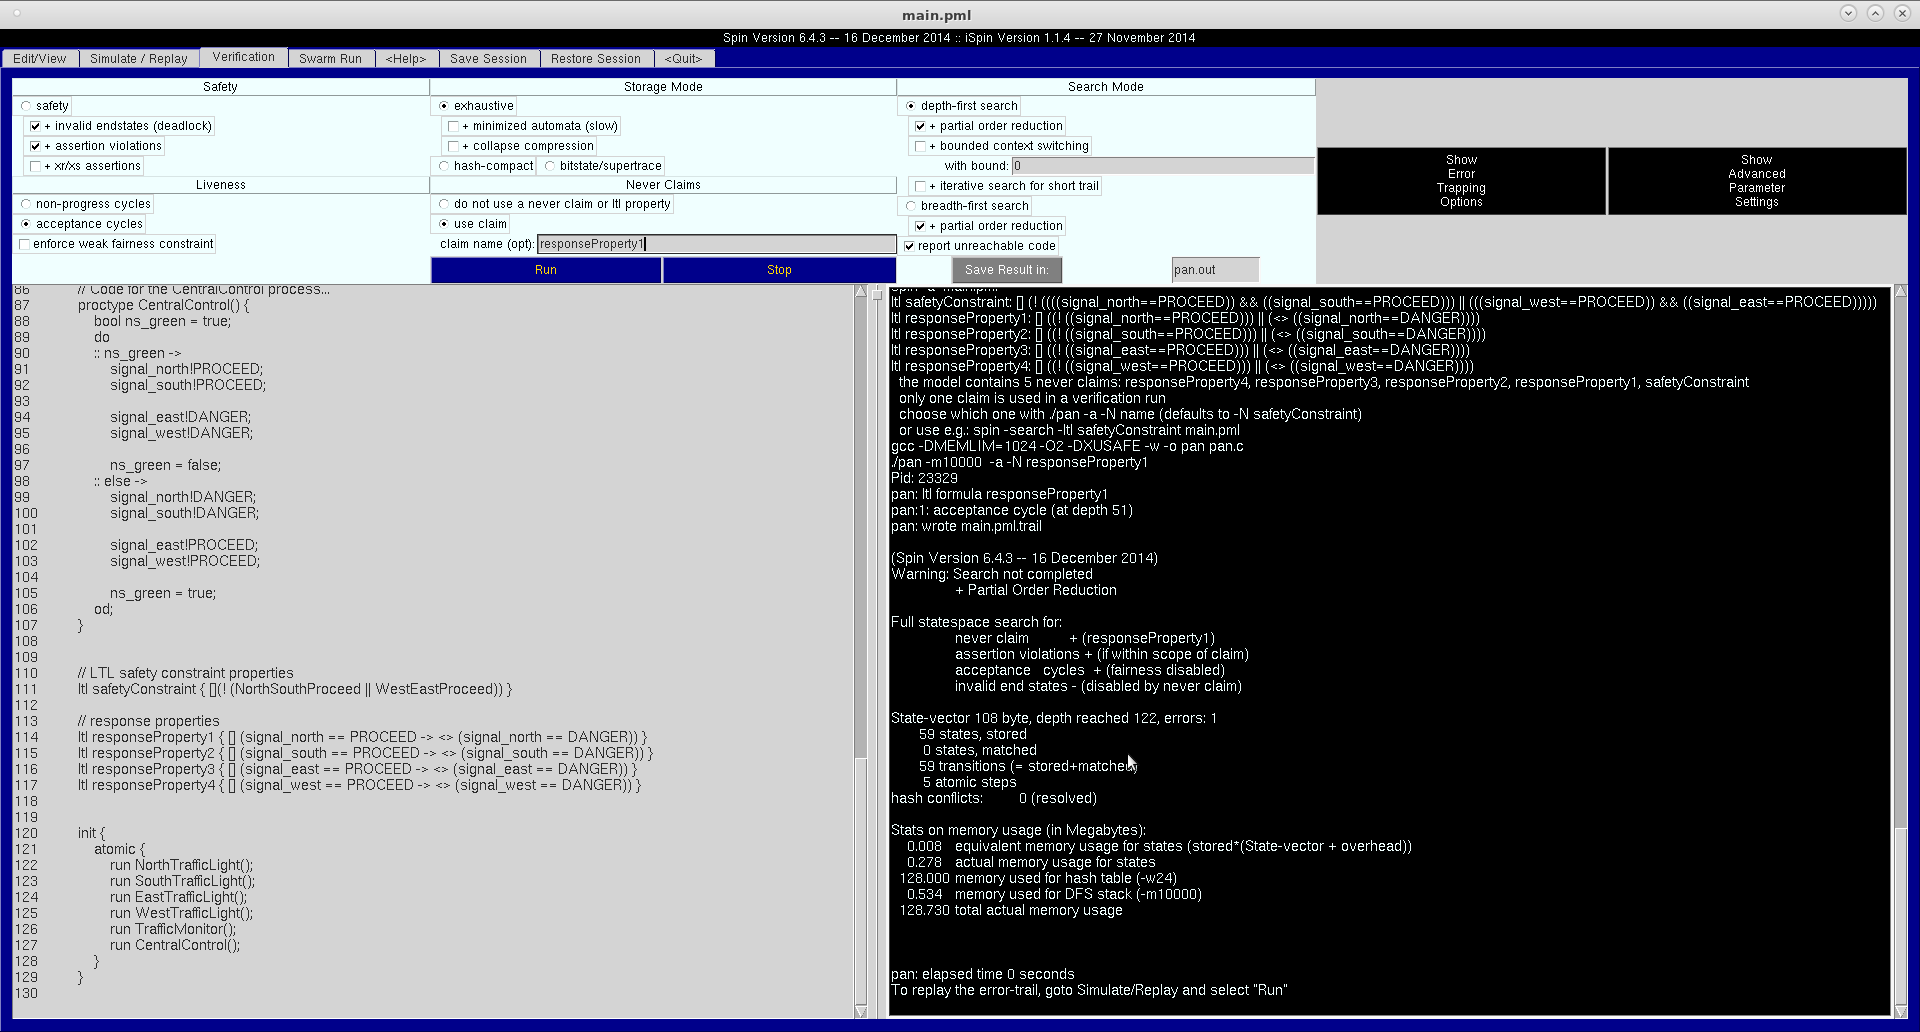 main.pml
Spin Version 6.4.3 -- 16 December 2014 :: iSpin Version 1.1.4 -- 27 November 2014
Edit/View
Simulate / Replay
Verification
Swarm Run
<Help>
Save Session
Restore Session
<Quit>
Safety
safety
+ invalid endstates (deadlock)
+ assertion violations
+ xr/xs assertions
Liveness
non-progress cycles
acceptance cycles
enforce weak fairness constraint
Storage Mode
exhaustive
+ minimized automata (slow)
+ collapse compression
hash-compact
bitstate/supertrace
Never Claims
do not use a never claim or ltl property
use claim
claim name (opt): responseProperty1
Run
Stop
Search Mode
depth-first search
+ partial order reduction
+ bounded context switching
with bound: 0
+ iterative search for short trail
breadth-first search
+ partial order reduction
report unreachable code
Save Result in:
pan.out
Show
Error
Trapping
Options
Show
Advanced
Parameter
Settings
86 // Code for the CentralControl process...
87 proctype CentralControl() {
88 bool ns_green = true;
89 do
90 :: ns_green ->
91 signal_north!PROCEED;
92 signal_south!PROCEED;
93
94 signal_east!DANGER;
95 signal_west!DANGER;
96
97 ns_green = false;
98 :: else ->
99 signal_north!DANGER;
100 signal_south!DANGER;
101
102 signal_east!PROCEED;
103 signal_west!PROCEED;
104
105 ns_green = true;
106 od;
107 }
108
109
110 // LTL safety constraint properties
111 ltl safetyConstraint { [](! (NorthSouthProceed || WestEastProceed)) }
112
113 // response properties
114 ltl responseProperty1 { [] (signal_north == PROCEED -> <> (signal_north == DANGER)) }
115 ltl responseProperty2 { [] (signal_south == PROCEED -> <> (signal_south == DANGER)) }
116 ltl responseProperty3 { [] (signal_east == PROCEED -> <> (signal_east == DANGER)) }
117 ltl responseProperty4 { [] (signal_west == PROCEED -> <> (signal_west == DANGER)) }
118
119
120 init {
121 atomic {
122 run NorthTrafficLight();
123 run SouthTrafficLight();
124 run EastTrafficLight();
125 run WestTrafficLight();
126 run TrafficMonitor();
127 run CentralControl();
128 }
129 }
130
spin -a main.pml
ltl safetyConstraint: [] (! ((((signal_north==PROCEED)) && ((signal_south==PROCEED))) || (((signal_west==PROCEED)) && ((signal_east==PROCEED)))))
ltl responseProperty1: [] ((! ((signal_north==PROCEED))) || (<> ((signal_north==DANGER))))
ltl responseProperty2: [] ((! ((signal_south==PROCEED))) || (<> ((signal_south==DANGER))))
ltl responseProperty3: [] ((! ((signal_east==PROCEED))) || (<> ((signal_east==DANGER))))
ltl responseProperty4: [] ((! ((signal_west==PROCEED))) || (<> ((signal_west==DANGER))))
the model contains 5 never claims: responseProperty4, responseProperty3, responseProperty2, responseProperty1, safetyConstraint
only one claim is used in a verification run
choose which one with ./pan -a -N name (defaults to -N safetyConstraint)
or use e.g.: spin -search -ltl safetyConstraint main.pml
gcc -DMEMLIM=1024 -O2 -DXUSAFE -w -o pan pan.c
./pan -m10000 -a -N responseProperty1
Pid: 23329
pan: ltl formula responseProperty1
pan:1: acceptance cycle (at depth 51)
pan: wrote main.pml.trail
(Spin Version 6.4.3 -- 16 December 2014)
Warning: Search not completed
+ Partial Order Reduction
Full statespace search for:
never claim + (responseProperty1)
assertion violations + (if within scope of claim)
acceptance cycles + (fairness disabled)
invalid end states - (disabled by never claim)
State-vector 108 byte, depth reached 122, errors: 1
59 states, stored
0 states, matched
59 transitions (= stored+matched)
5 atomic steps
hash conflicts: 0 (resolved)
Stats on memory usage (in Megabytes):
0.008 equivalent memory usage for states (stored*(State-vector + overhead))
0.278 actual memory usage for states
128.000 memory used for hash table (-w24)
0.534 memory used for DFS stack (-m10000)
128.730 total actual memory usage
pan: elapsed time 0 seconds
To replay the error-trail, goto Simulate/Replay and select "Run"